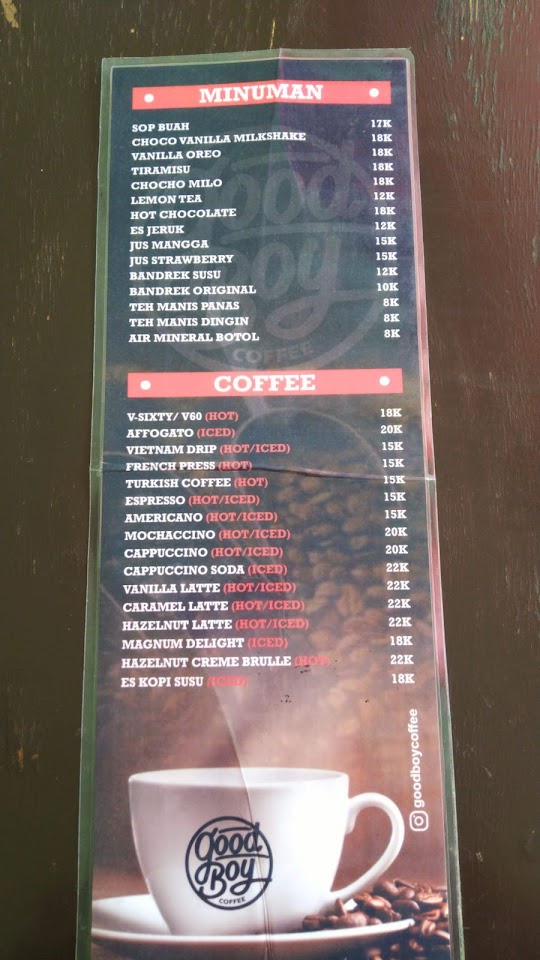 MINUMAN
SOP BUAH 17K
CHOCO VANILLA MILKSHAKE 18K
VANILLA OREO 18K
TIRAMISU 18K
CHOCHO MILO 18K
LEMON TEA 12K
HOT CHOCOLATE 18K
ES JERUK 12K
JUS MANGGA 15K
JUS STRAWBERRY 15K
BANDREK SUSU 12K
BANDREK ORIGINAL 10K
TEH MANIS PANAS 8K
TEH MANIS DINGIN 8K
AIR MINERAL BOTOL 8K
Good
Boy
COFFEE
COFFEE
V-SIXTY/ V60 (HOT) 18K
AFFOGATO (ICED) 20K
VIETNAM DRIP (HOT/ICED) 15K
FRENCH PRESS (HOT) 15K
TURKISH COFFEE (HOT) 15K
ESPRESSO (HOT/ICED) 15K
AMERICANO (HOT/ICED) 15K
MOCHACCINO (HOT/ICED) 20K
CAPPUCCINO (HOT/ICED) 20K
CAPPUCCINO SODA (ICED) 22K
VANILLA LATTE (HOT/ICED) 22K
CARAMEL LATTE (HOT/ICED) 22K
HAZELNUT LATTE (HOT/ICED) 22K
MAGNUM DELIGHT (ICED) 18K
HAZELNUT CREME BRULLE (HOT) 22K
ES KOPI SUSU (ICED) 18K
goodboycoffee
good
Boy
COFFEE